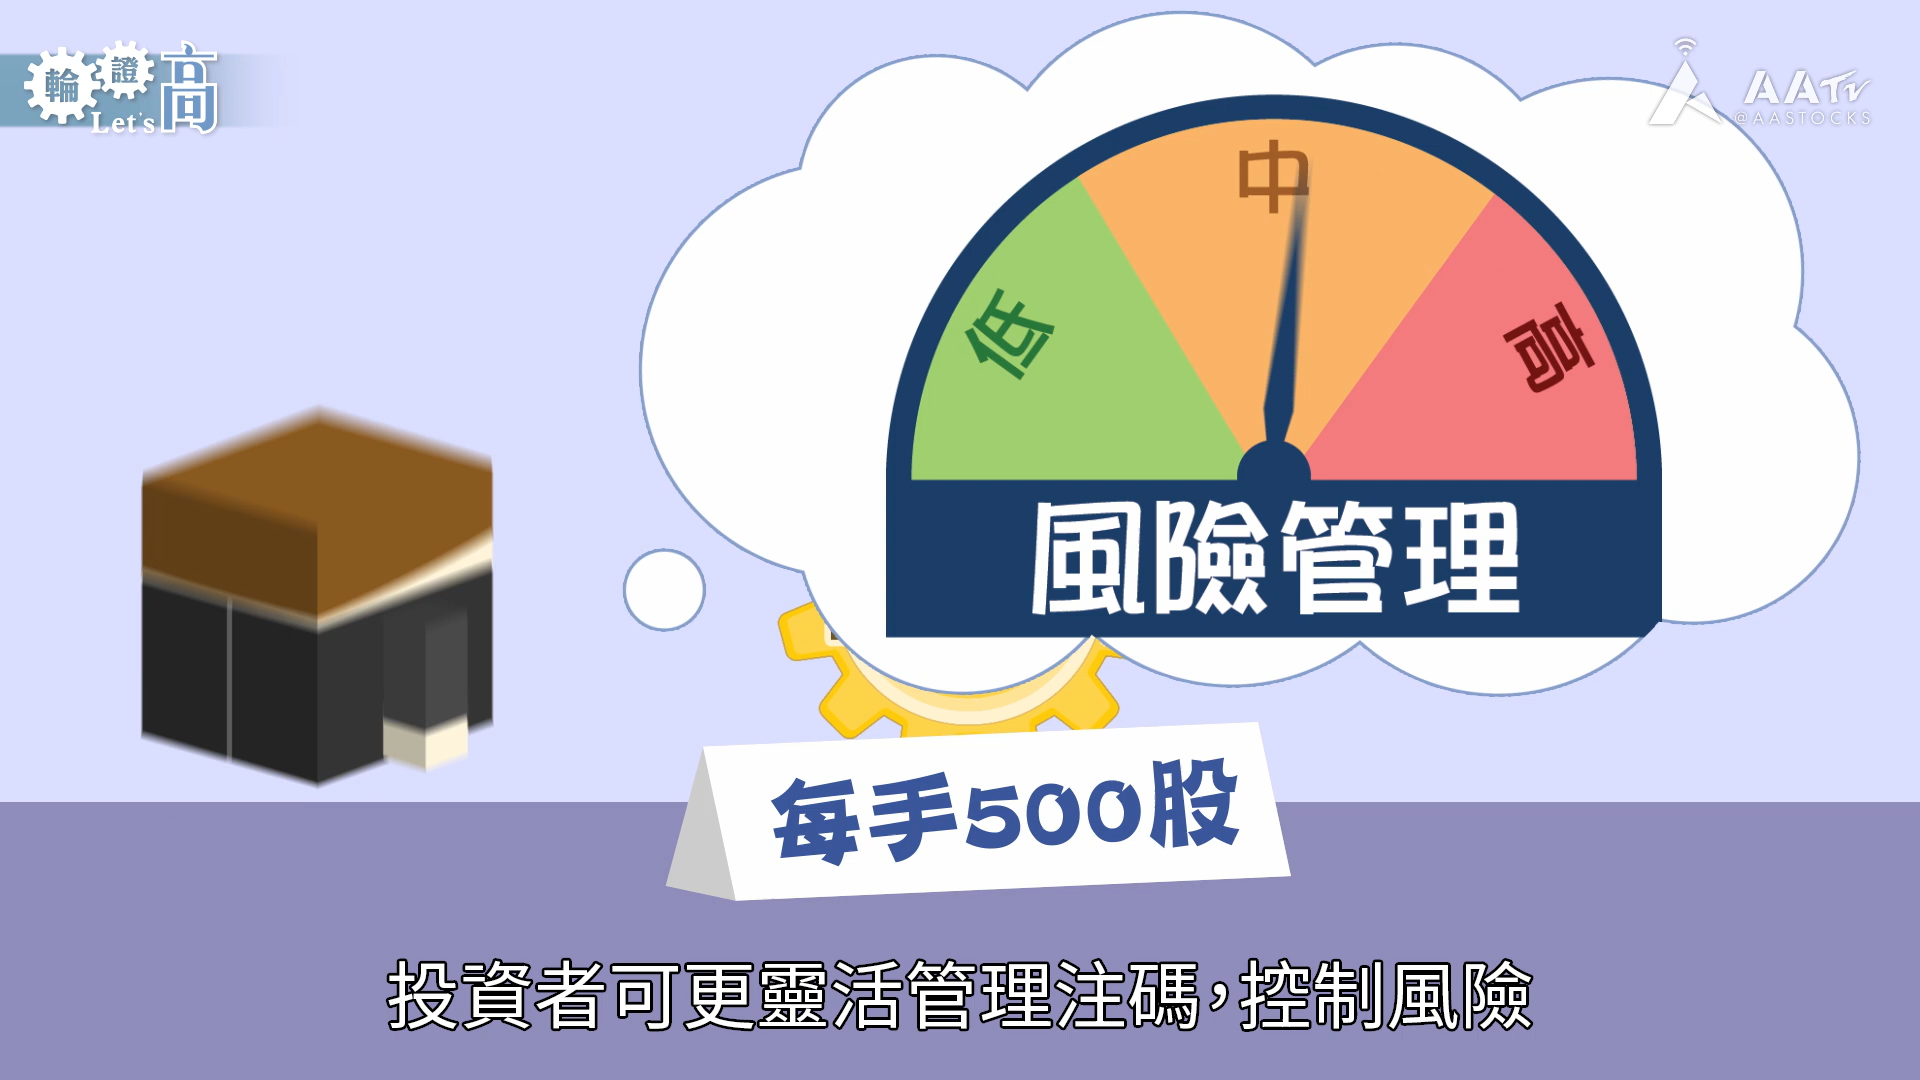 輪證高
Let's
AATV
@AASTOCKS
低
中
高
風險管理
每手500股
投資者可更靈活管理注碼，控制風險